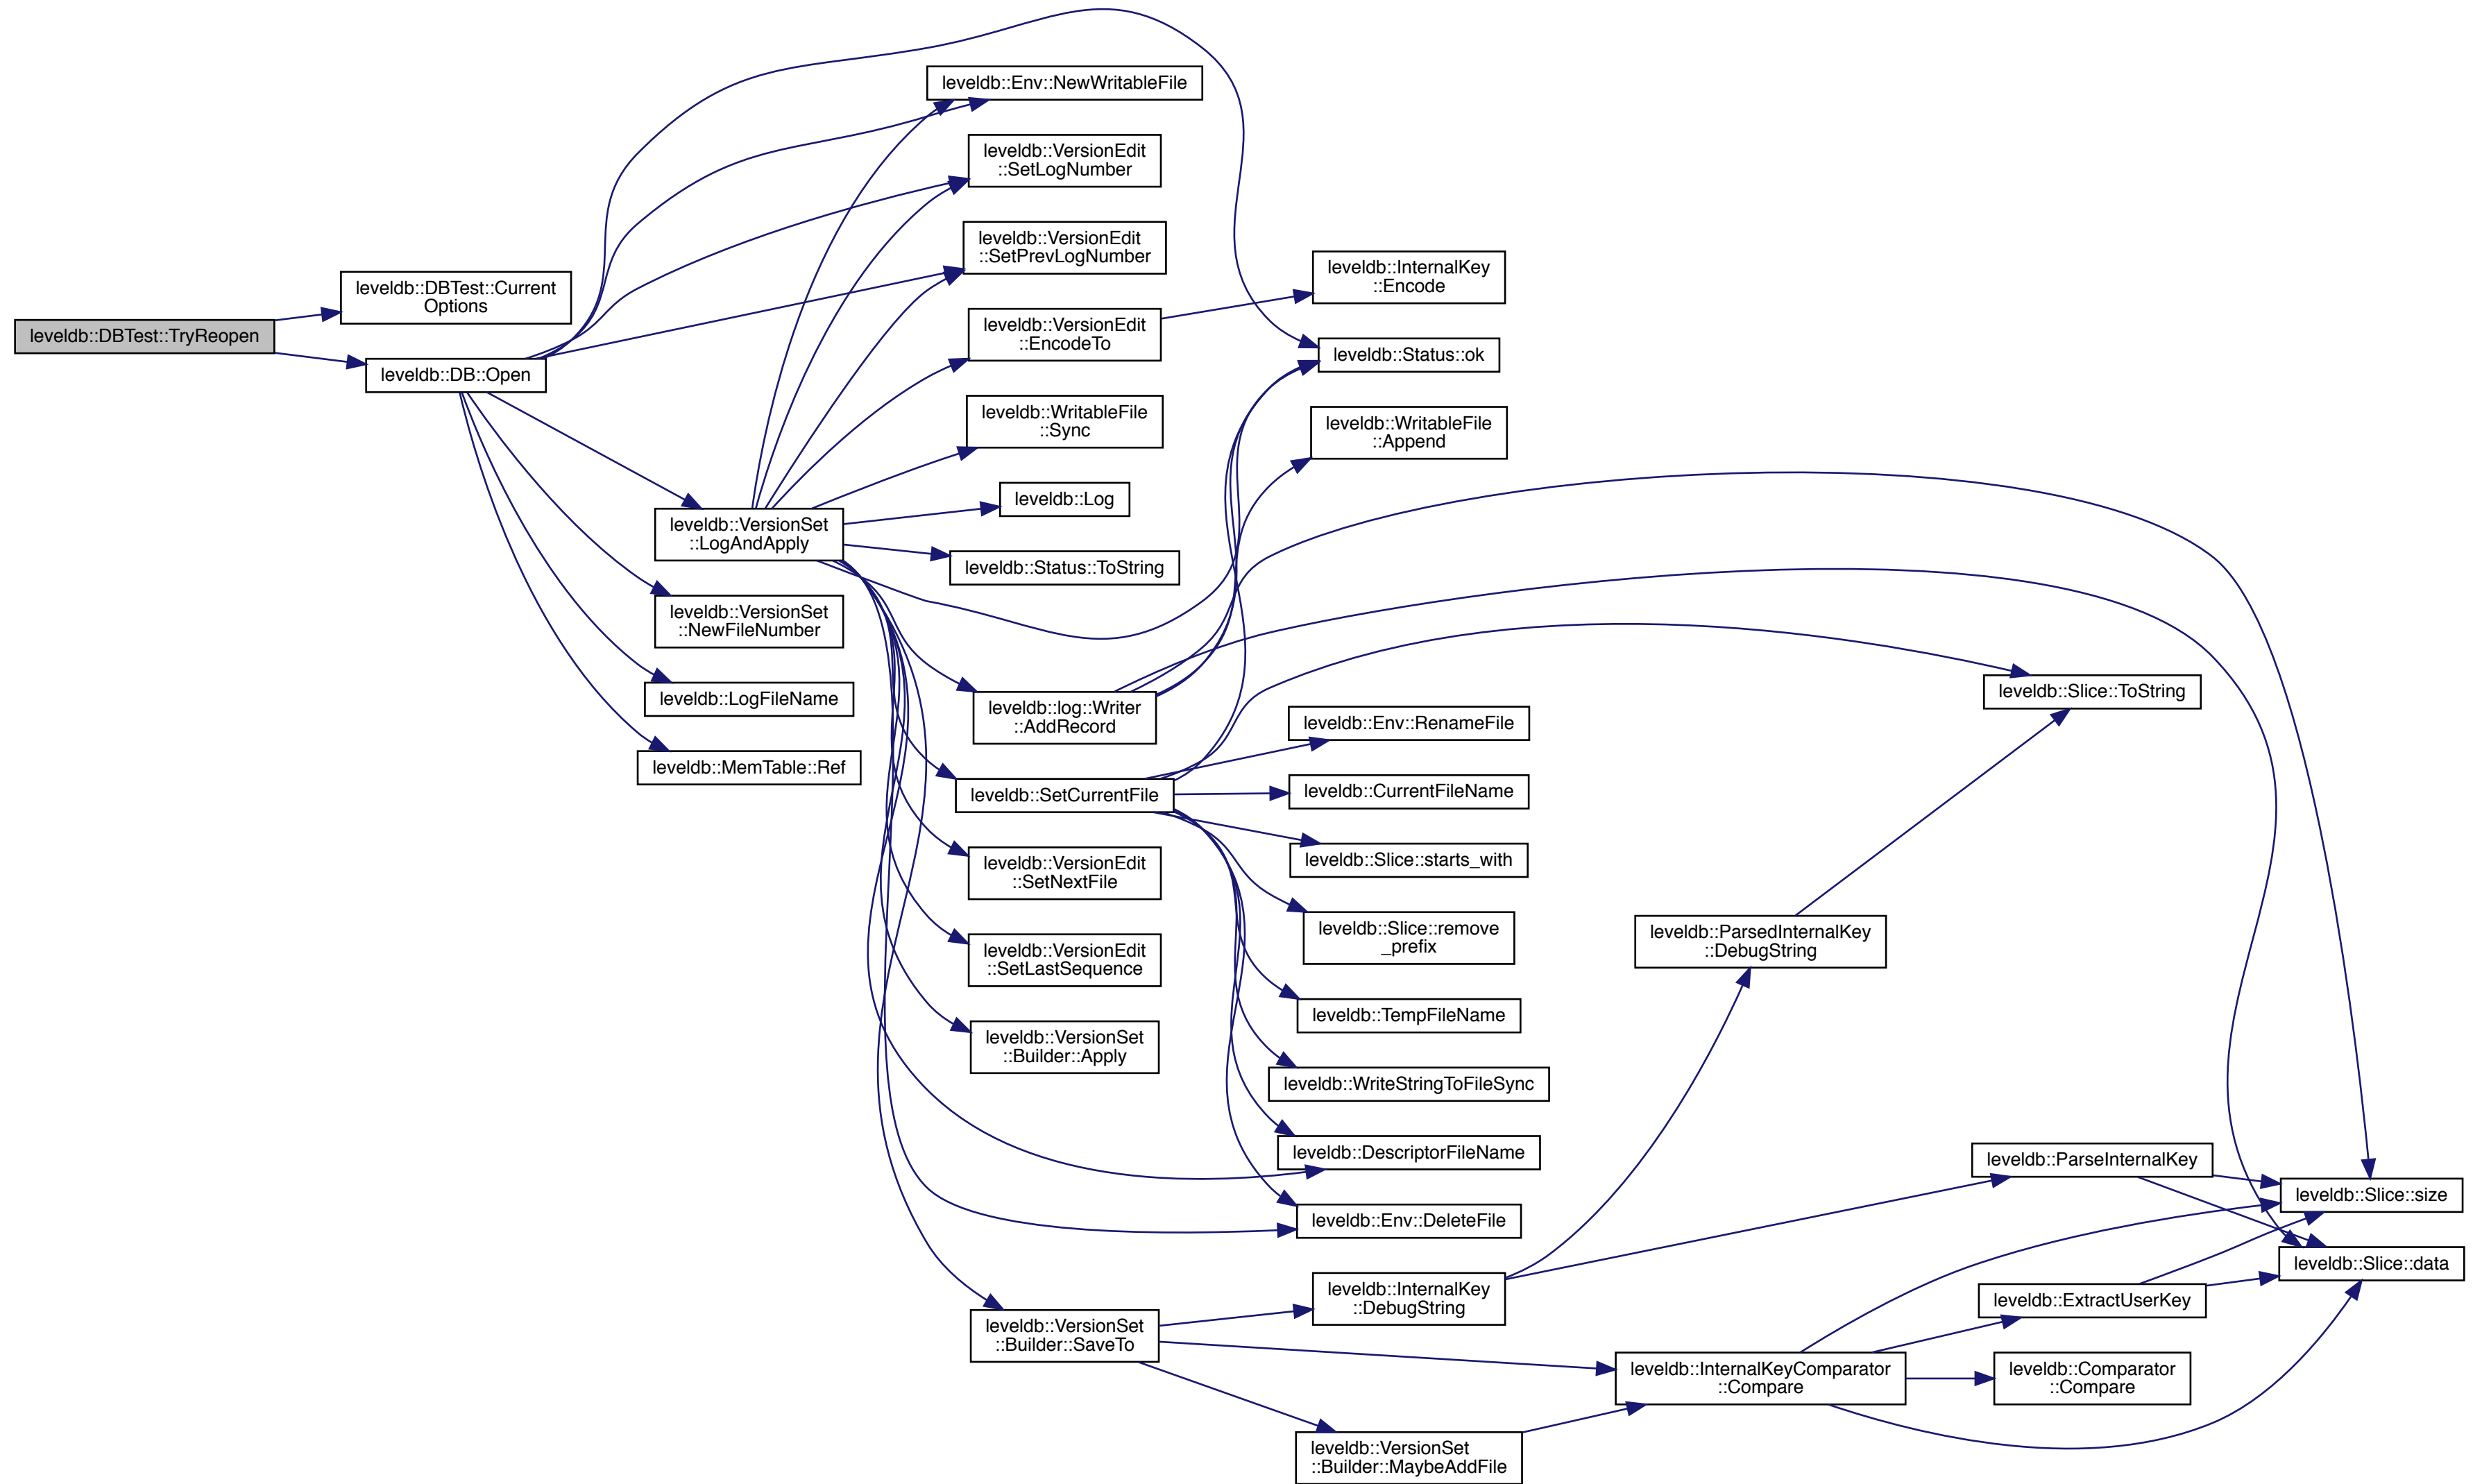 leveldb::DBTest::TryReopen
leveldb::DBTest::Current
Options
leveldb::DB::Open
leveldb::VersionSet
::LogAndApply
leveldb::VersionSet
::NewFileNumber
leveldb::LogFileName
leveldb::MemTable::Ref
leveldb::Env::NewWritableFile
leveldb::VersionEdit
::SetLogNumber
leveldb::VersionEdit
::SetPrevLogNumber
leveldb::VersionEdit
::EncodeTo
leveldb::WritableFile
::Sync
leveldb::Log
leveldb::Status::ToString
leveldb::log::Writer
::AddRecord
leveldb::SetCurrentFile
leveldb::VersionEdit
::SetNextFile
leveldb::VersionEdit
::SetLastSequence
leveldb::VersionSet
::Builder::Apply
leveldb::VersionSet
::Builder::SaveTo
leveldb::InternalKey
::Encode
leveldb::Status::ok
leveldb::WritableFile
::Append
leveldb::Env::RenameFile
leveldb::CurrentFileName
leveldb::Slice::starts_with
leveldb::Slice::remove
_prefix
leveldb::TempFileName
leveldb::WriteStringToFileSync
leveldb::DescriptorFileName
leveldb::Env::DeleteFile
leveldb::InternalKey
::DebugString
leveldb::VersionSet
::Builder::MaybeAddFile
leveldb::ParsedInternalKey
::DebugString
leveldb::InternalKeyComparator
::Compare
leveldb::Slice::ToString
leveldb::ParseInternalKey
leveldb::ExtractUserKey
leveldb::Comparator
::Compare
leveldb::Slice::size
leveldb::Slice::data